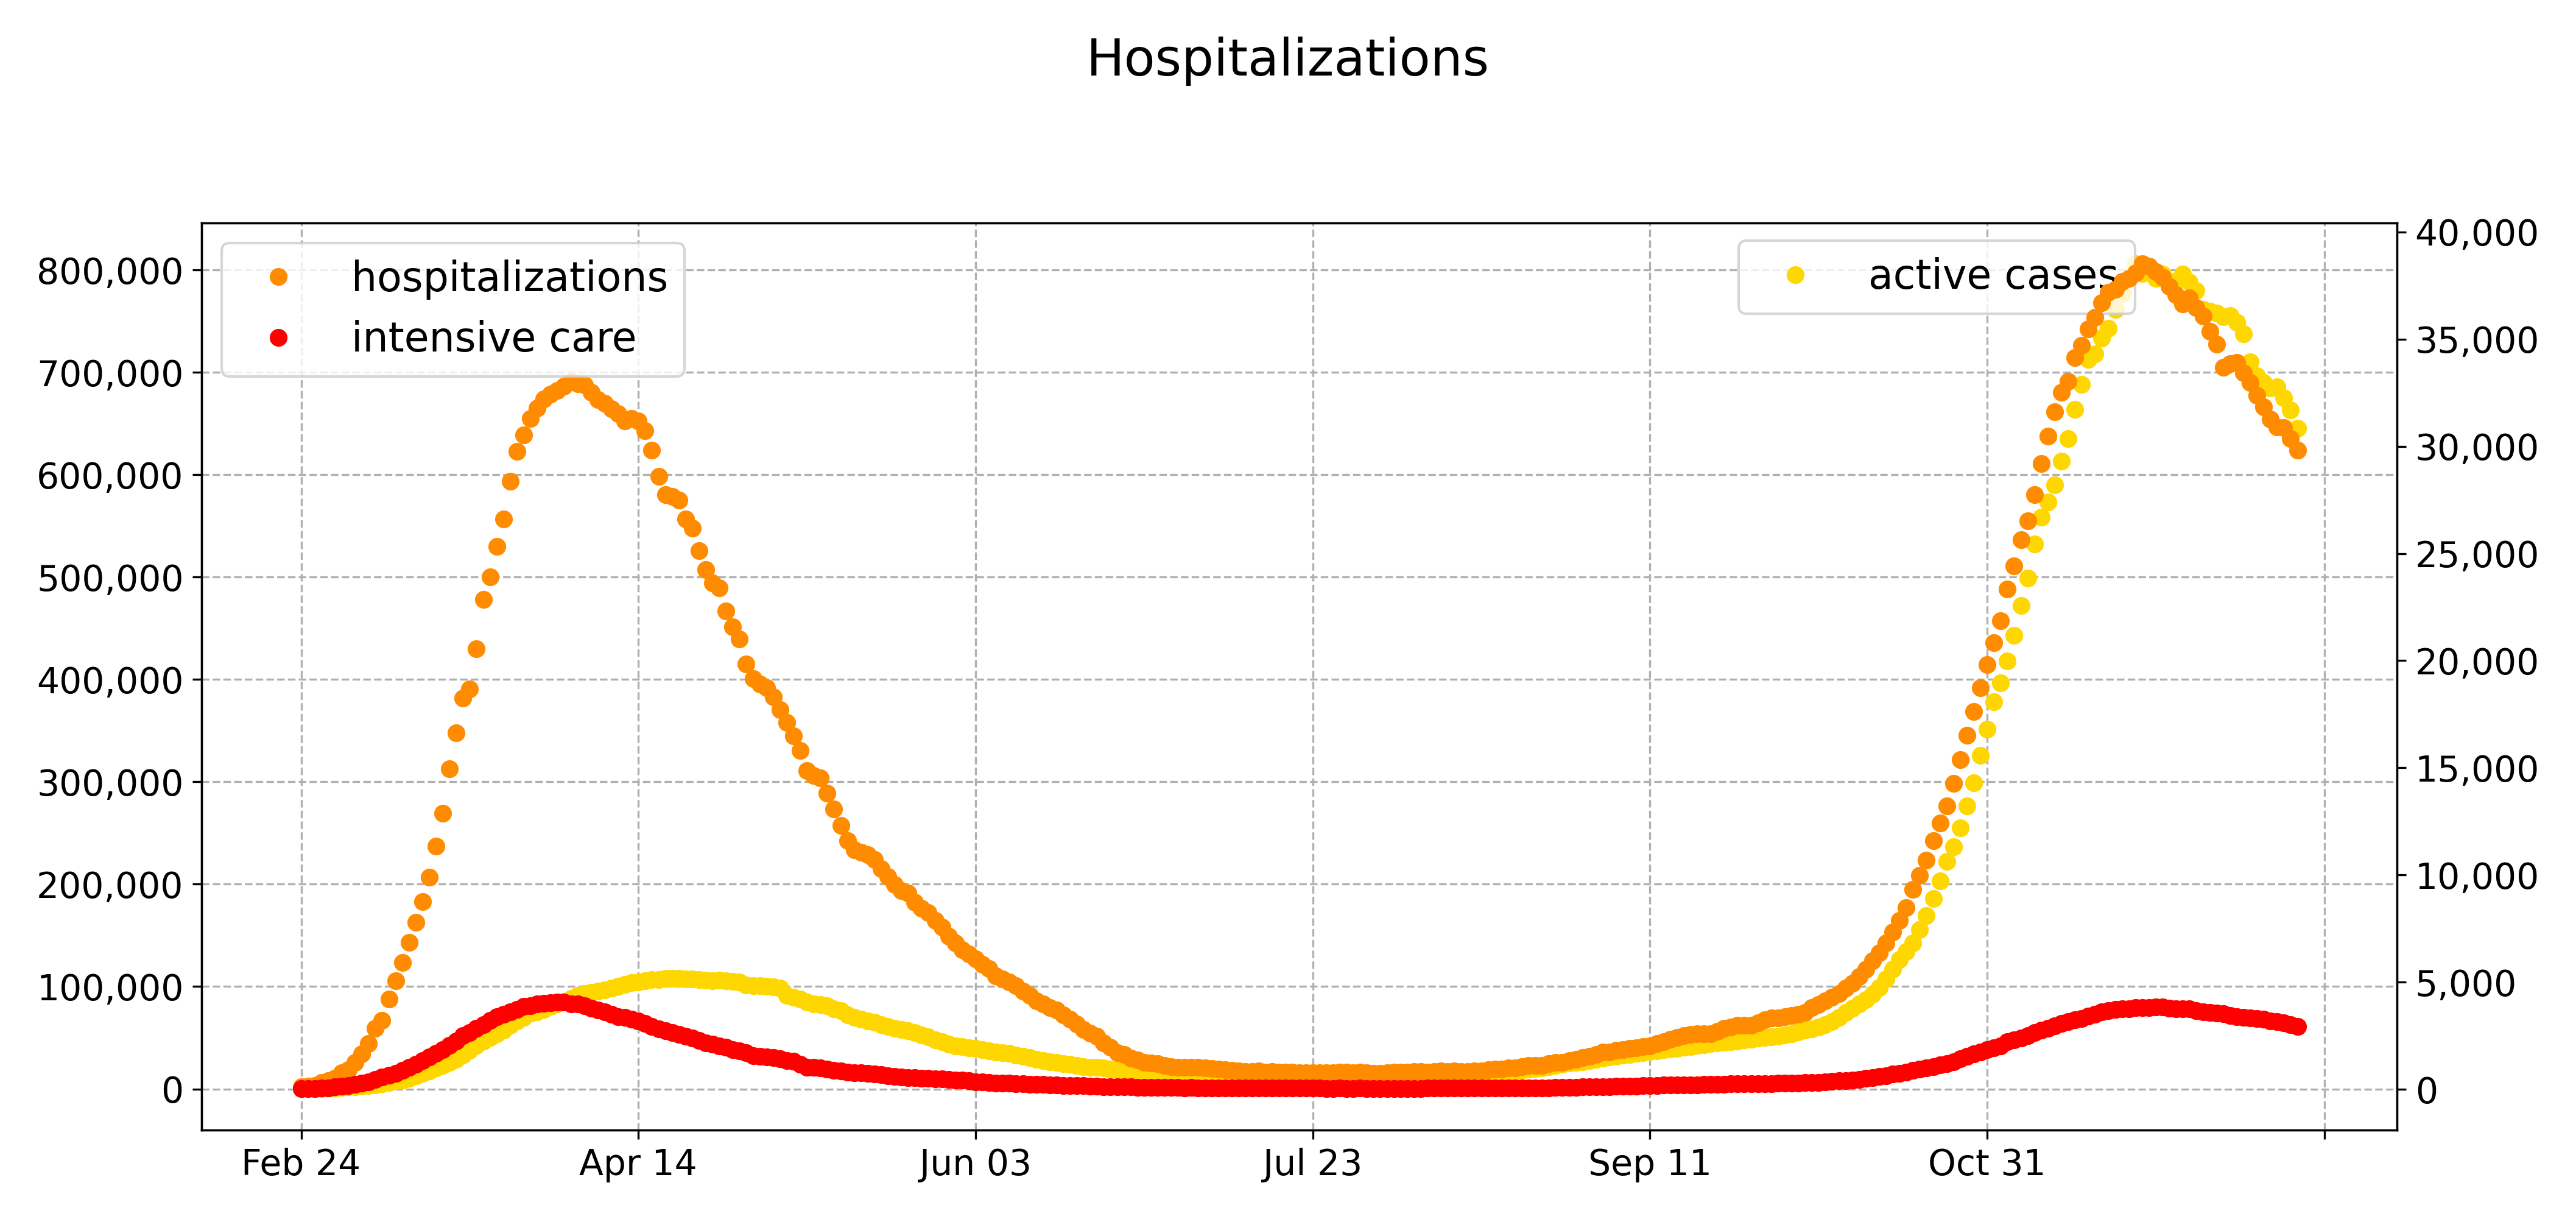 Hospitalizations
hospitalizations
intensive care
active cases
800,000
700,000
600,000
500,000
400,000
300,000
200,000
100,000
0
40,000
35,000
30,000
25,000
20,000
15,000
10,000
5,000
0
Feb 24
Apr 14
Jun 03
Jul 23
Sep 11
Oct 31